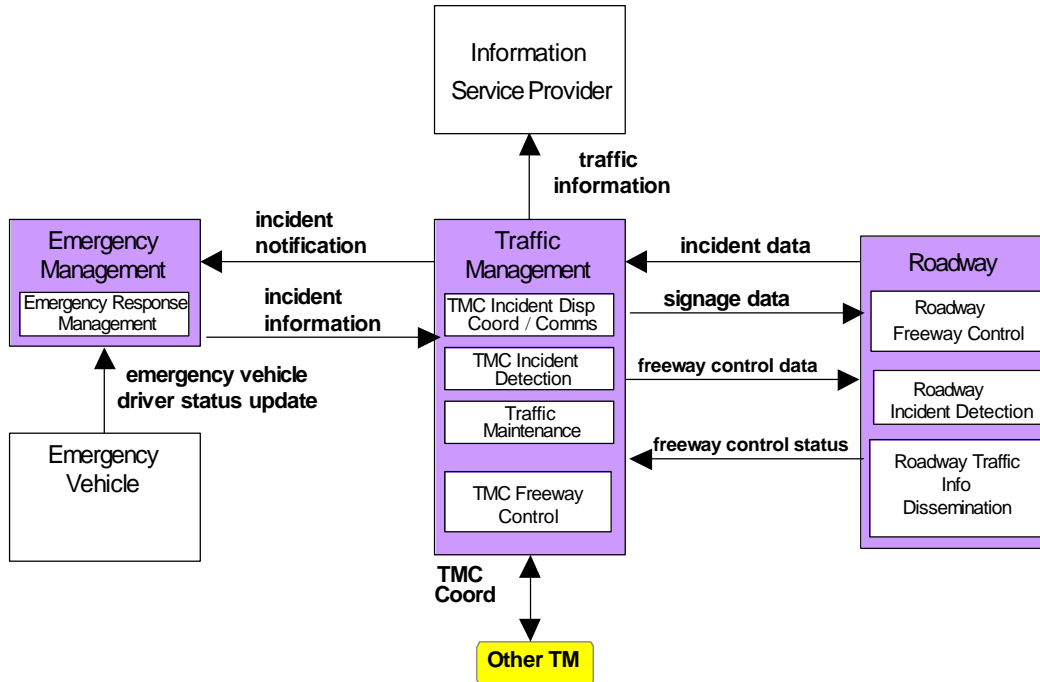 Information
Service Provider
traffic
information
incident
notification
Emergency
Management
Emergency Response
Management
incident
information
emergency vehicle
driver status update
Emergency
Vehicle
Traffic
Management
TMC Incident Disp
Coord / Comms
TMC Incident
Detection
Traffic
Maintenance
TMC Freeway
Control
incident data
signage data
freeway control data
freeway control status
Roadway
Roadway
Freeway Control
Roadway
Incident Detection
Roadway Traffic
Info
Dissemination
TMC
Coord
Other TM